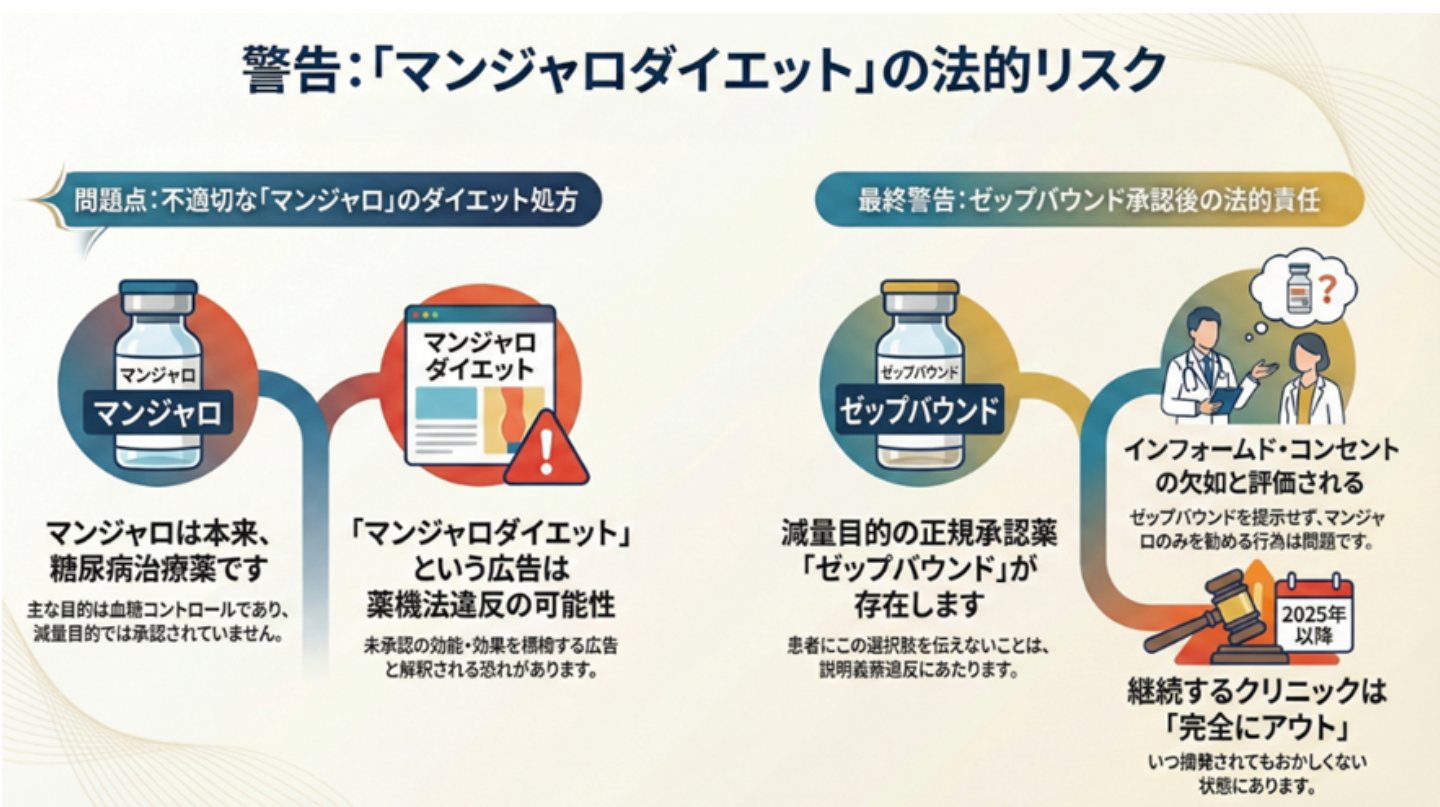 警告：「マンジャロダイエット」の法的リスク
問題点：不適切な「マンジャロ」のダイエット処方
マンジャロ
マンジャロ
マンジャロ
ダイエット
マンジャロは本来、
糖尿病治療薬です
主な目的は血糖コントロールであり、
減量目的では承認されていません。
「マンジャロダイエット」
という広告は
薬機法違反の可能性
未承認の効能・効果を標榜する広告
と解釈される恐れがあります。
最終警告：ゼップバウンド承認後の法的責任
ゼップバウンド
ゼップバウンド
減量目的の正規承認薬
「ゼップバウンド」が
存在します
患者にこの選択肢を伝えないことは、
説明義反にあたります。
?
インフォームド・コンセント
の欠如と評価される
ゼップバウンドを提示せず、マンジャ
ロのみを勧める行為は問題です。
2025年
以降
継続するクリニックは
「完全にアウト」
いつ摘発されてもおかしくない
状態にあります。